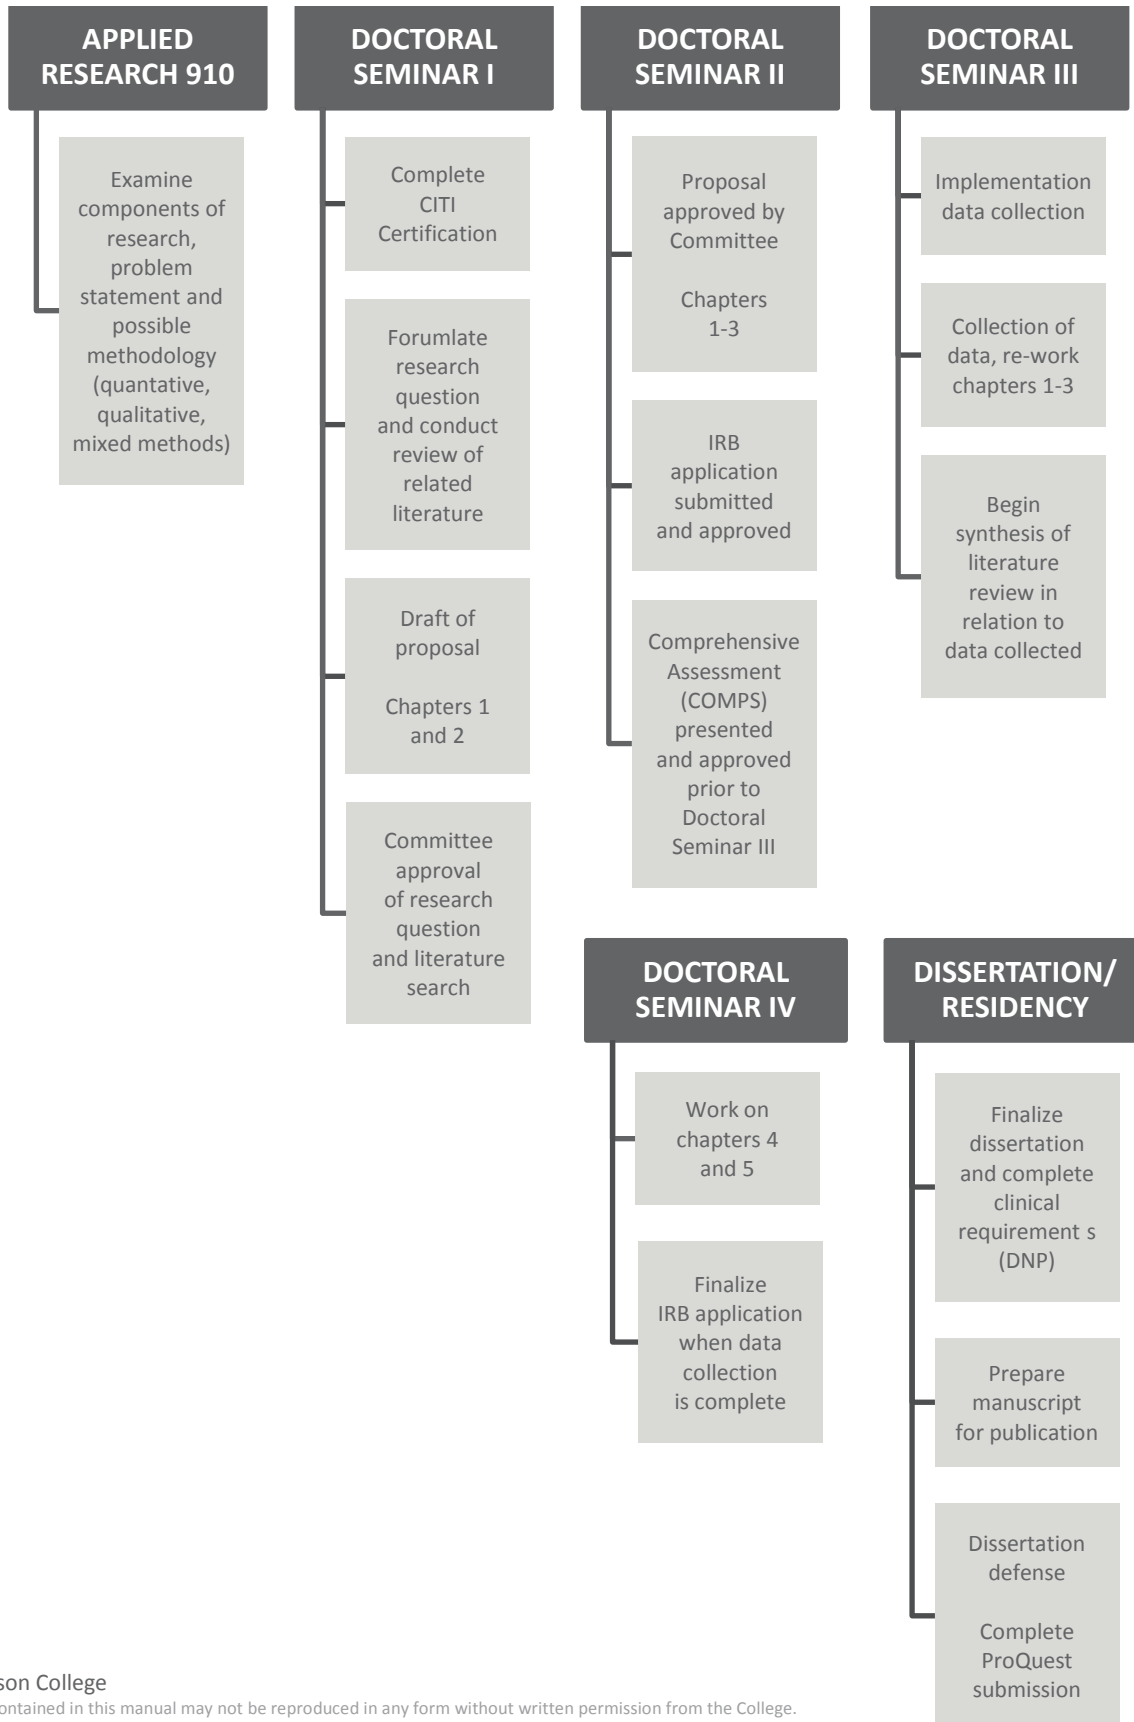 APPLIED
RESEARCH 910
Examine
components of
research,
problem
statement and
possible
methodology
(quantative,
qualitative,
mixed methods)
DOCTORAL
SEMINAR I
Complete
CITI
Certification
Forumlate
research
question
and conduct
review of
related
literature
Draft of
proposal
Chapters 1
and 2
Committee
approval
of research
question
and literature
search
DOCTORAL
SEMINAR II
Proposal
approved by
Committee
Chapters
1-3
IRB
application
submitted
and approved
Comprehensive
Assessment
(COMPS)
presented
and approved
prior to
Doctoral
Seminar III
DOCTORAL
SEMINAR III
Implementation
data collection
Collection of
data, re-work
chapters 1-3
Begin
synthesis of
literature
review in
relation to
data collected
DOCTORAL
SEMINAR IV
Work on
chapters 4
and 5
Finalize
IRB application
when data
collection
is complete
DISSERTATION/
RESIDENCY
Finalize
dissertation
and complete
clinical
requirement s
(DNP)
Prepare
manuscript
for publication
Dissertation
defense
Complete
ProQuest
submission
son College
ontained in this manual may not be reproduced in any form without written permission from the College.